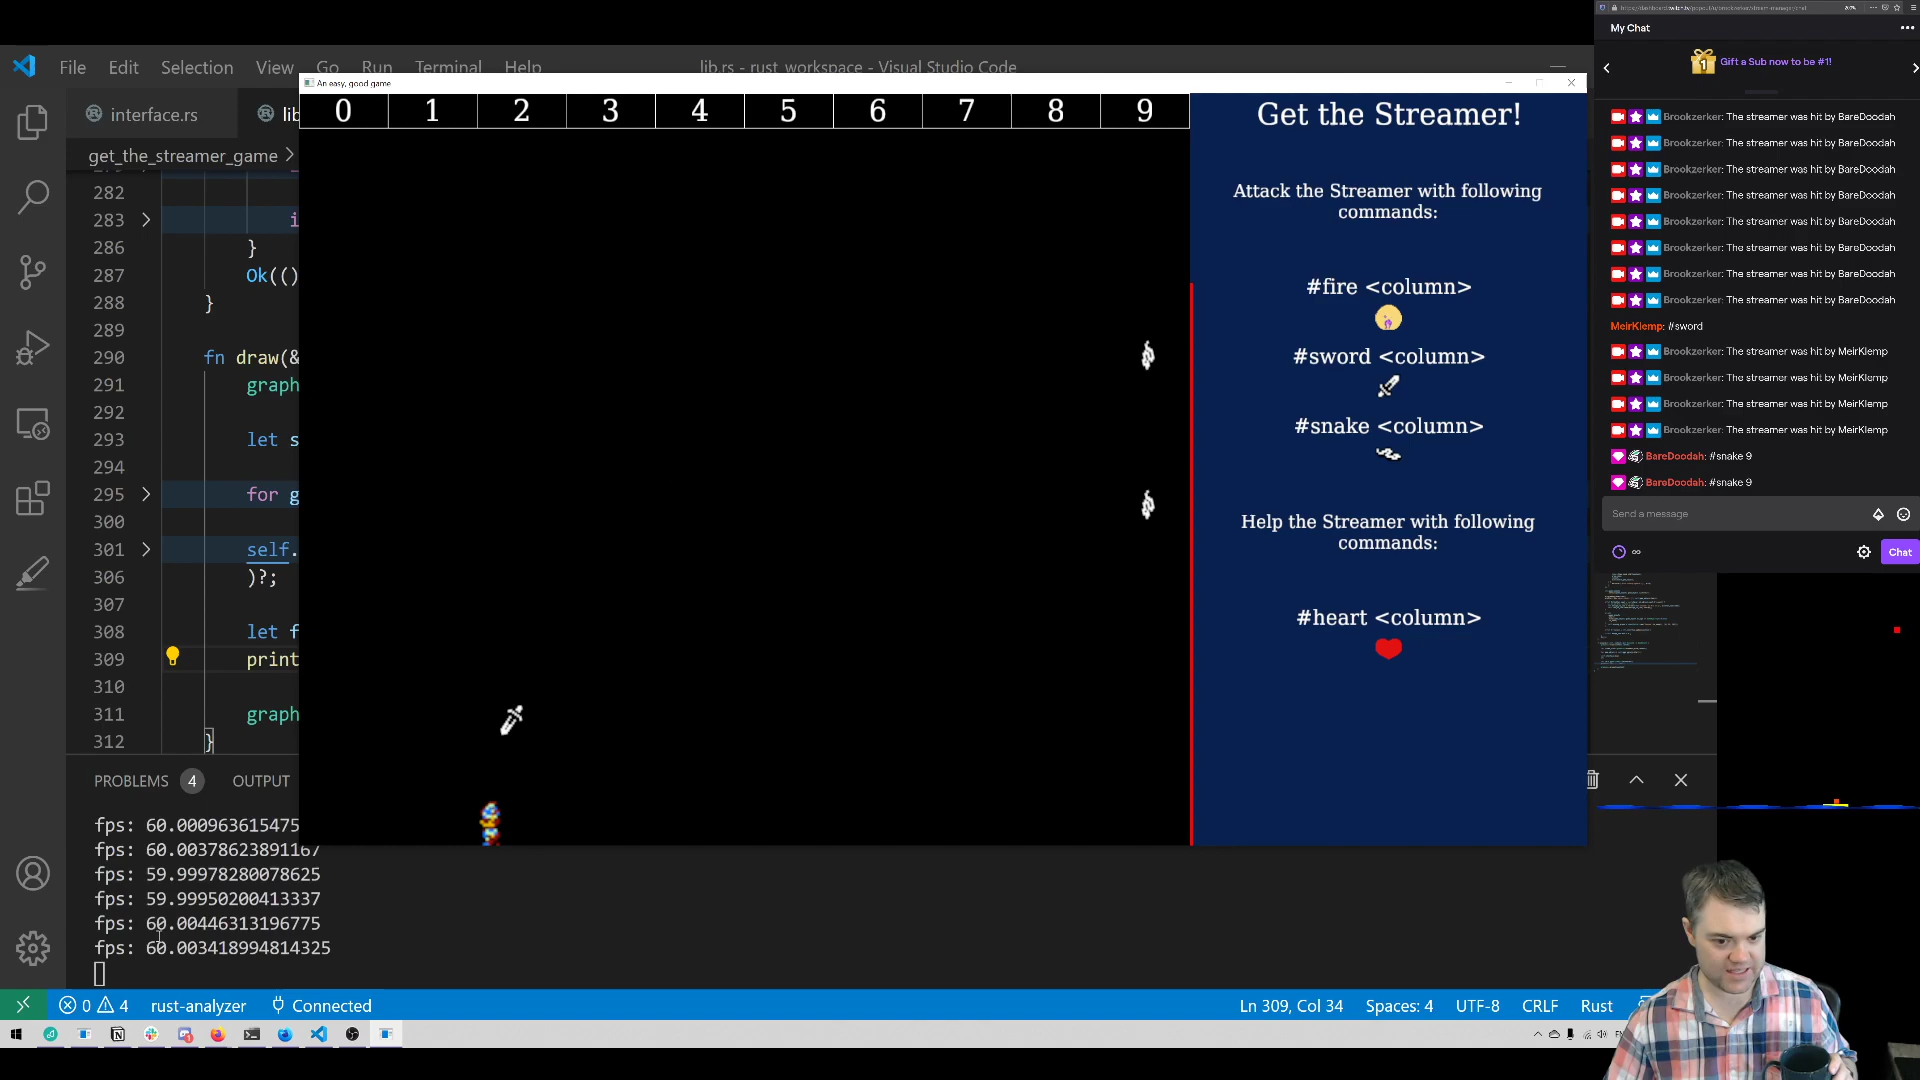 File Edit Selection View Go Run Terminal Help
lib.rs - rust_workspace - Visual Studio Code
interface.rs
get_the_streamer_game >
282
283
286 }
287 Ok(()
288 }
289
290 fn draw(&
291 graph
292
293 let s
294
295 for g
300
301 self.
306 )?;
307
308 let f
309 print
310
311 graph
312 }
PROBLEMS 4 OUTPUT
fps: 60.000963615475
fps: 60.00378623891167
fps: 59.99978280078625
fps: 59.99950200413337
fps: 60.00446313196775
fps: 60.003418994814325
0 4 rust-analyzer Connected
Ln 309, Col 34 Spaces: 4 UTF-8 CRLF Rust
An easy, good game
0 1 2 3 4 5 6 7 8 9
Get the Streamer!
Attack the Streamer with following
commands:
#fire <column>
#sword <column>
#snake <column>
Help the Streamer with following
commands:
#heart <column>
My Chat
1 Gift a Sub now to be #1!
Brookzerker: The streamer was hit by BareDoodah
Brookzerker: The streamer was hit by BareDoodah
Brookzerker: The streamer was hit by BareDoodah
Brookzerker: The streamer was hit by BareDoodah
Brookzerker: The streamer was hit by BareDoodah
Brookzerker: The streamer was hit by BareDoodah
Brookzerker: The streamer was hit by BareDoodah
Brookzerker: The streamer was hit by BareDoodah
MeirKlemp: #sword
Brookzerker: The streamer was hit by MeirKlemp
Brookzerker: The streamer was hit by MeirKlemp
Brookzerker: The streamer was hit by MeirKlemp
Brookzerker: The streamer was hit by MeirKlemp
BareDoodah: #snake 9
BareDoodah: #snake 9
Send a message
Chat